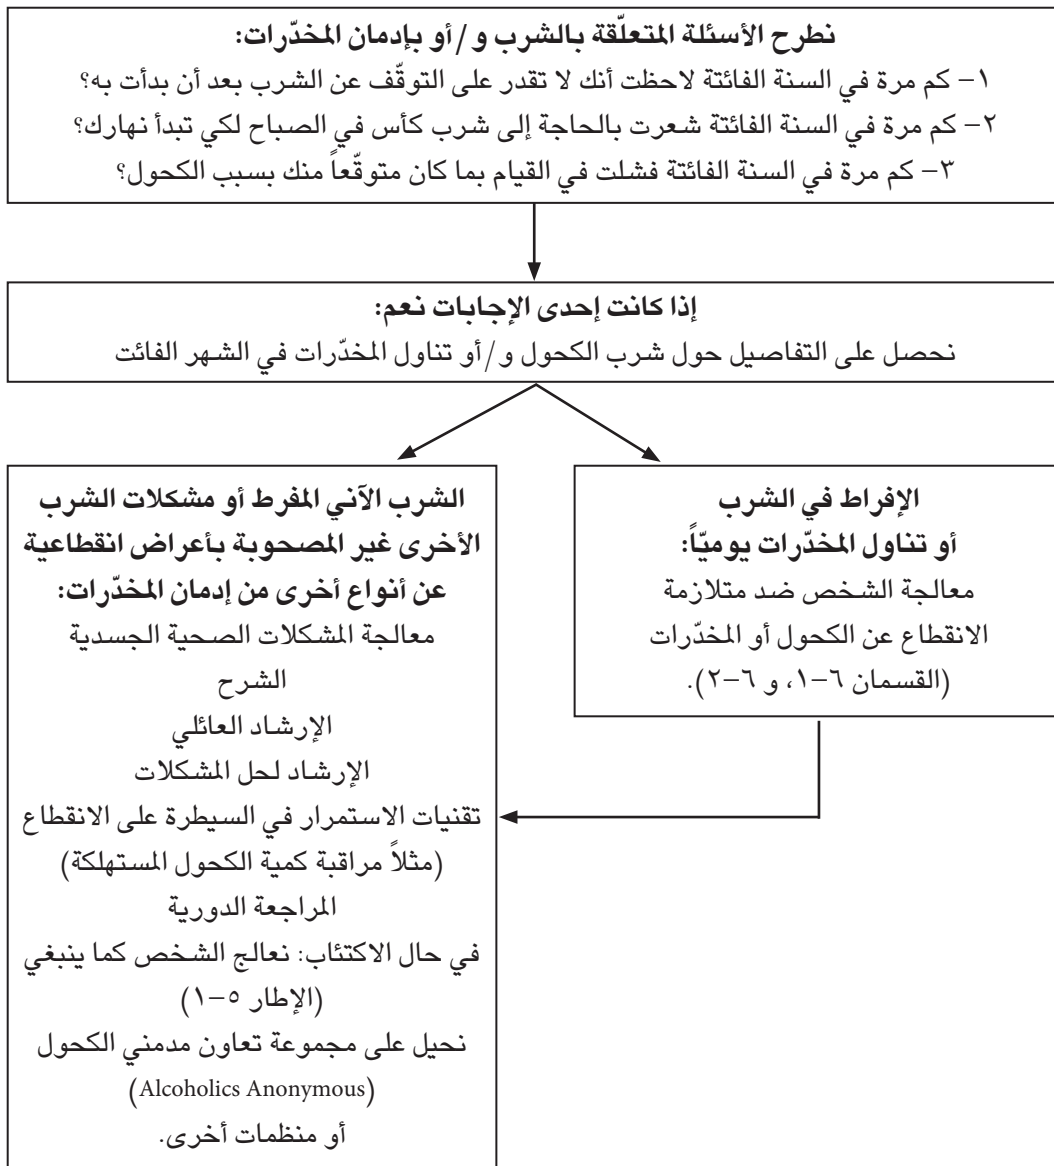 نطرح الأسئلة المتعلّقة بالشرب و/أو بإدمان المخدّرات:
١- كم مرة في السنة الفائتة لاحظت أنك لا تقدر على التوقّف عن الشرب بعد أن بدأت به؟
٢- كم مرة في السنة الفائتة شعرت بالحاجة إلى شرب كأس في الصباح لكي تبدأ نهارك؟
٣- كم مرة في السنة الفائتة فشلت في القيام بما كان متوقّعاً منك بسبب الكحول؟
إذا كانت إحدى الإجابات نعم:
نحصل على التفاصيل حول شرب الكحول و/أو تناول المخدّرات في الشهر الفائت
الإفراط في الشرب
أو تناول المخدّرات يوميّاً:
معالجة الشخص ضد متلازمة
الانقطاع عن الكحول أو المخدّرات
(القسمان ٦-١، و ٦-٢).
الشرب الآني المفرط أو مشكلات الشرب
الأخرى غير المصحوبة بأعراض انقطاعية
عن أنواع أخرى من إدمان المخدّرات:
معالجة المشكلات الصحية الجسدية
الشرح
الإرشاد العائلي
الإرشاد لحل المشكلات
تقنيات الاستمرار في السيطرة على الانقطاع
(مثلاً مراقبة كمية الكحول المستهلكة)
المراجعة الدورية
في حال الاكتئاب: نعالج الشخص كما ينبغي
(الإطار ٥-١)
نحيل على مجموعة تعاون مدمني الكحول
(Alcoholics Anonymous)
أو منظمات أخرى.